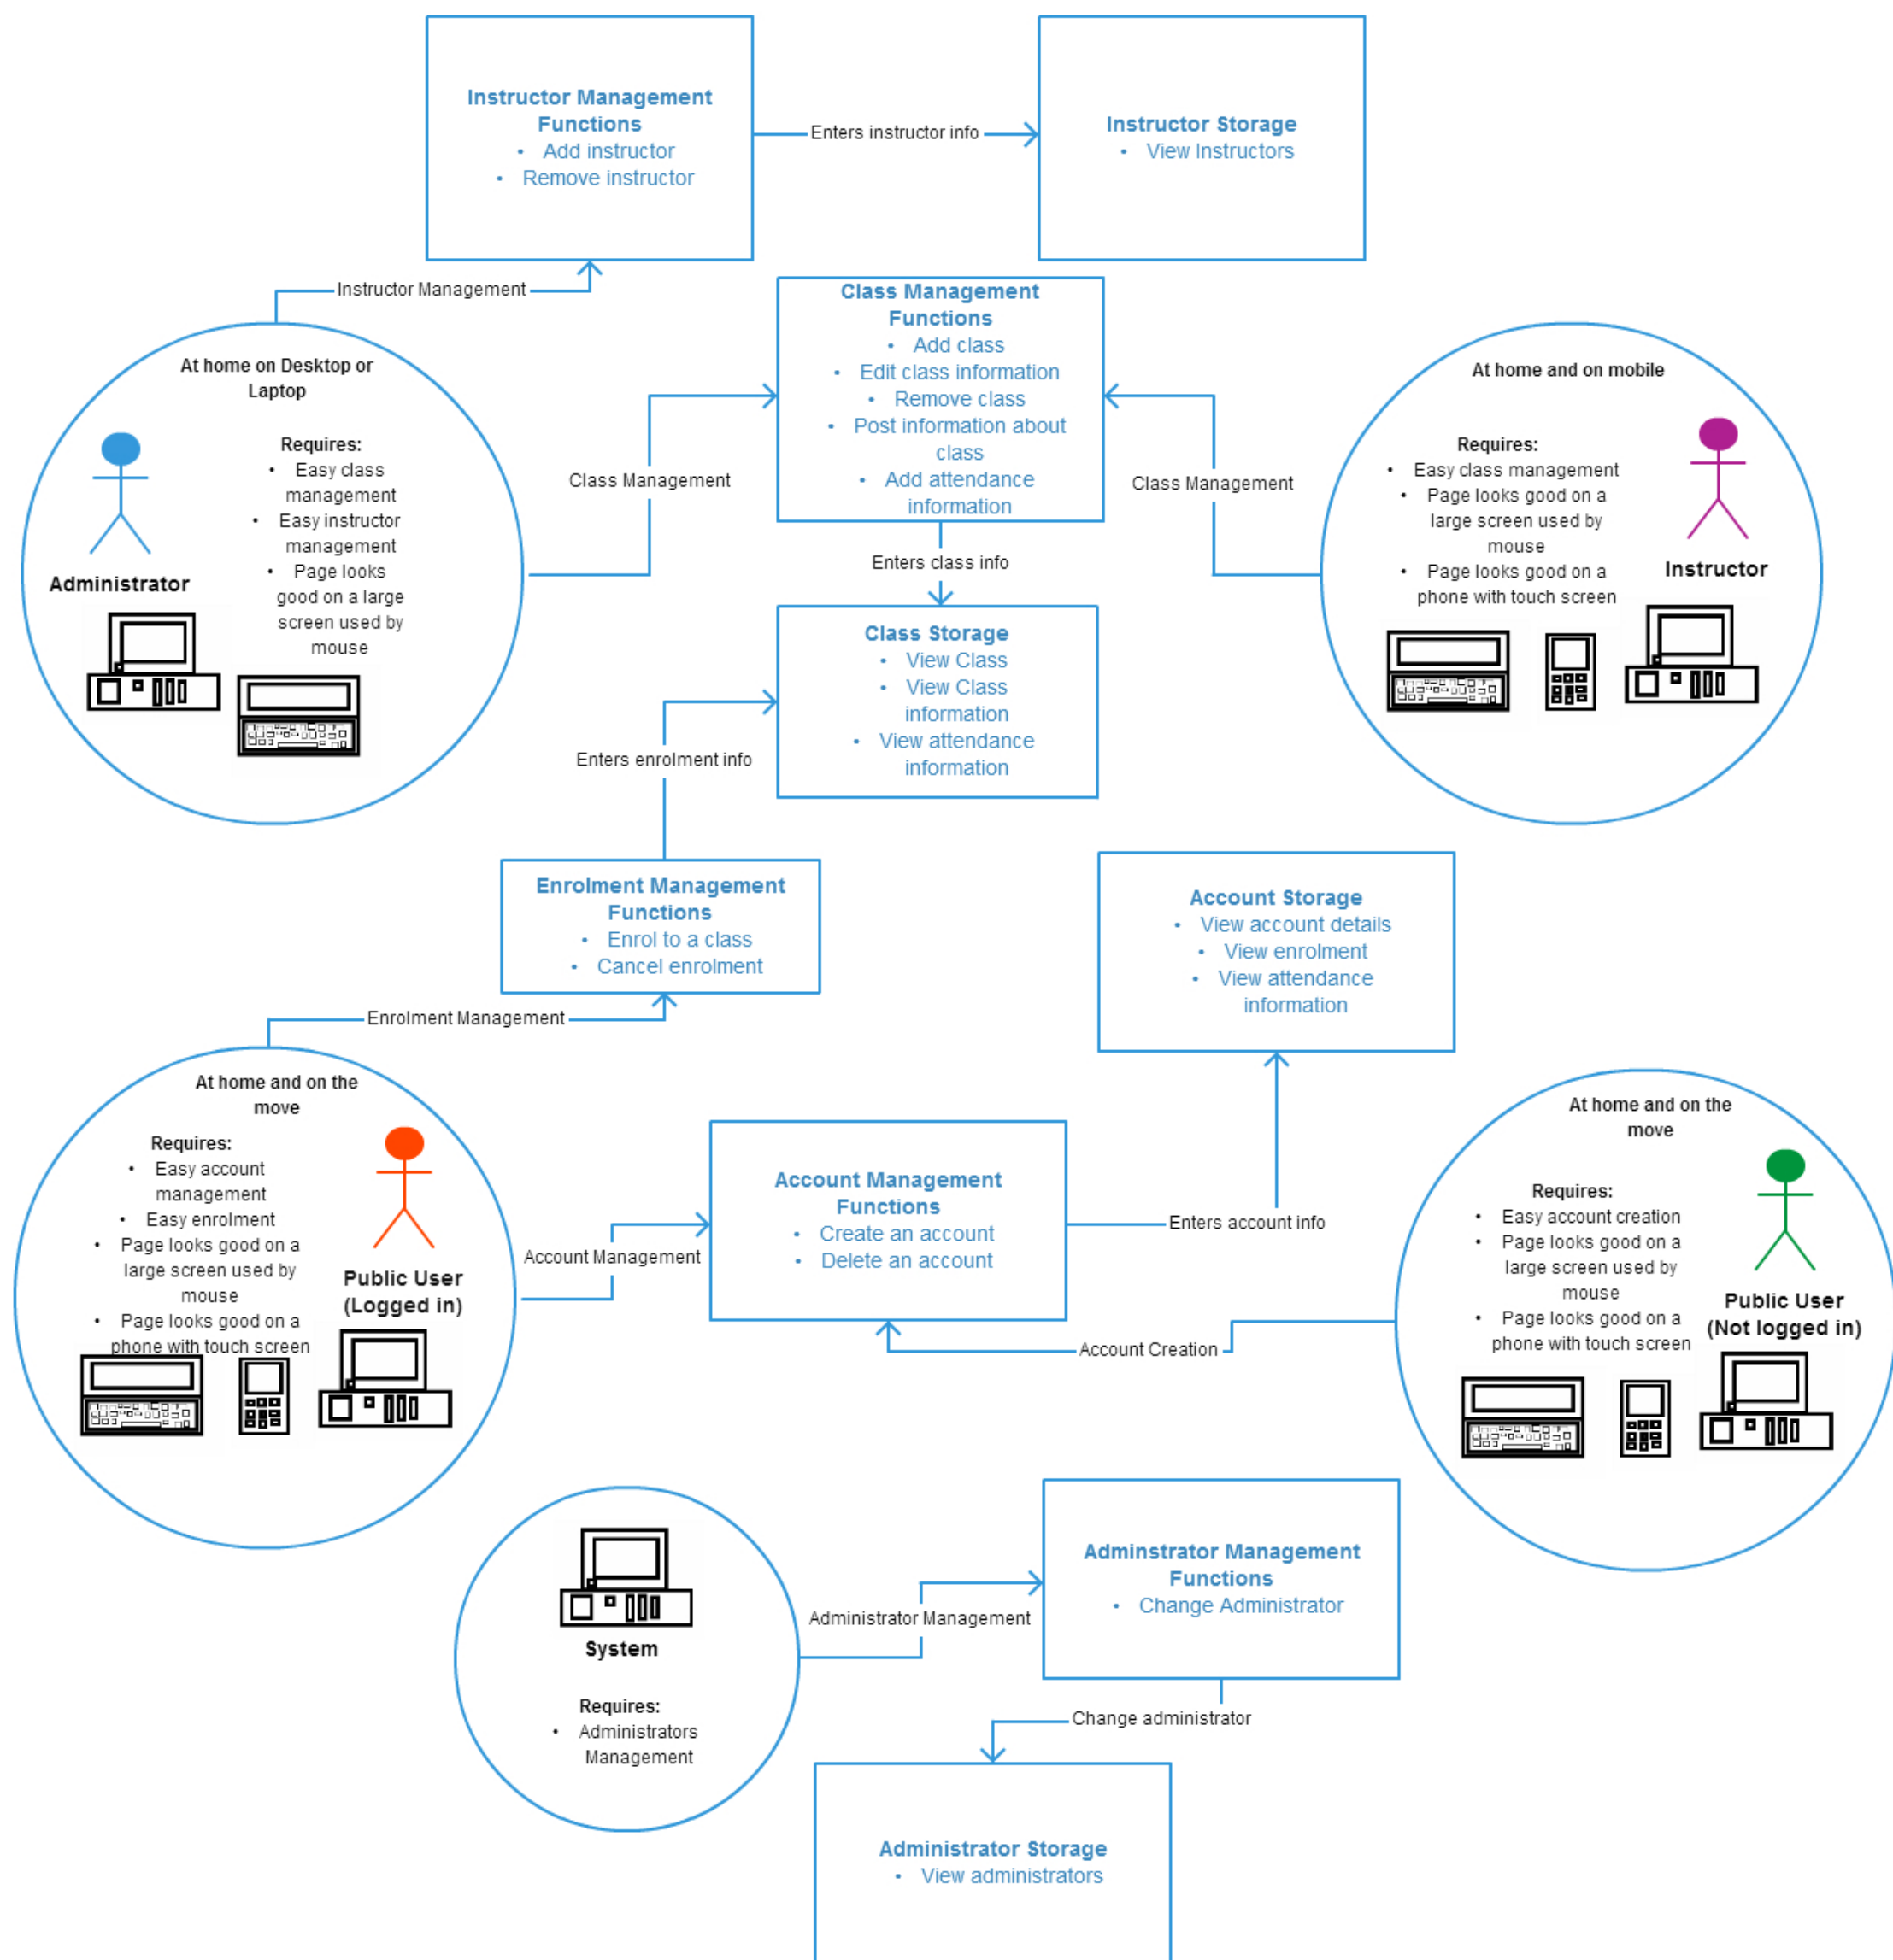 Instructor Management
Functions
• Add instructor
• Remove instructor
Enters instructor info
Instructor Storage
• View Instructors
Instructor Management
Class Management
Functions
• Add class
• Edit class information
• Remove class
• Post information about
class
• Add attendance
information
At home on Desktop or
Laptop
Requires:
• Easy class
management
• Easy instructor
management
• Page looks
good on a large
screen used by
mouse
Administrator
Class Management
Class Management
At home and on mobile
Requires:
• Easy class management
• Page looks good on a
large screen used by
mouse
• Page looks good on a
phone with touch screen
Instructor
Enters class info
Class Storage
• View Class
• View Class
information
• View attendance
information
Enters enrolment info
Enrolment Management
Functions
• Enrol to a class
• Cancel enrolment
Account Storage
• View account details
• View enrolment
• View attendance
information
Enrolment Management
At home and on the
move
Requires:
• Easy account
management
• Easy enrolment
• Page looks good on a
large screen used by
mouse
• Page looks good on a
phone with touch screen
Public User
(Logged in)
Account Management
Account Management
Functions
• Create an account
• Delete an account
Enters account info
Account Creation
At home and on the
move
Requires:
• Easy account creation
• Page looks good on a
large screen used by
mouse
• Page looks good on a
phone with touch screen
Public User
(Not logged in)
System
Requires:
• Administrators
Management
Administrator Management
Adminstrator Management
Functions
• Change Administrator
Change administrator
Administrator Storage
• View administrators